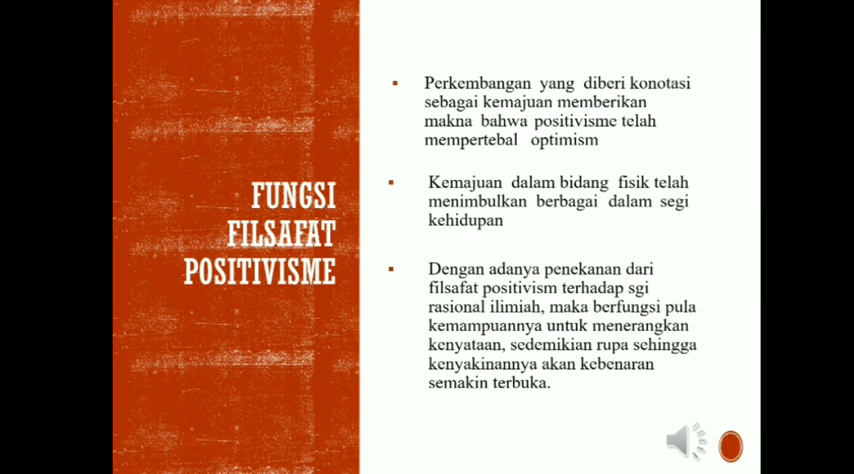 FUNGSI
FILSAFAT
POSITIVISME
Perkembangan yang diberi konotasi
sebagai kemajuan memberikan
makna bahwa positivisme telah
mempertebal optimism
Kemajuan dalam bidang fisik telah
menimbulkan berbagai dalam segi
kehidupan
Dengan adanya penekanan dari
filsafat positivism terhadap sgi
rasional ilimiah, maka berfungsi pula
kemampuannya untuk menerangkan
kenyataan, sedemikian rupa sehingga
kenyakinannya akan kebenaran
semakin terbuka.